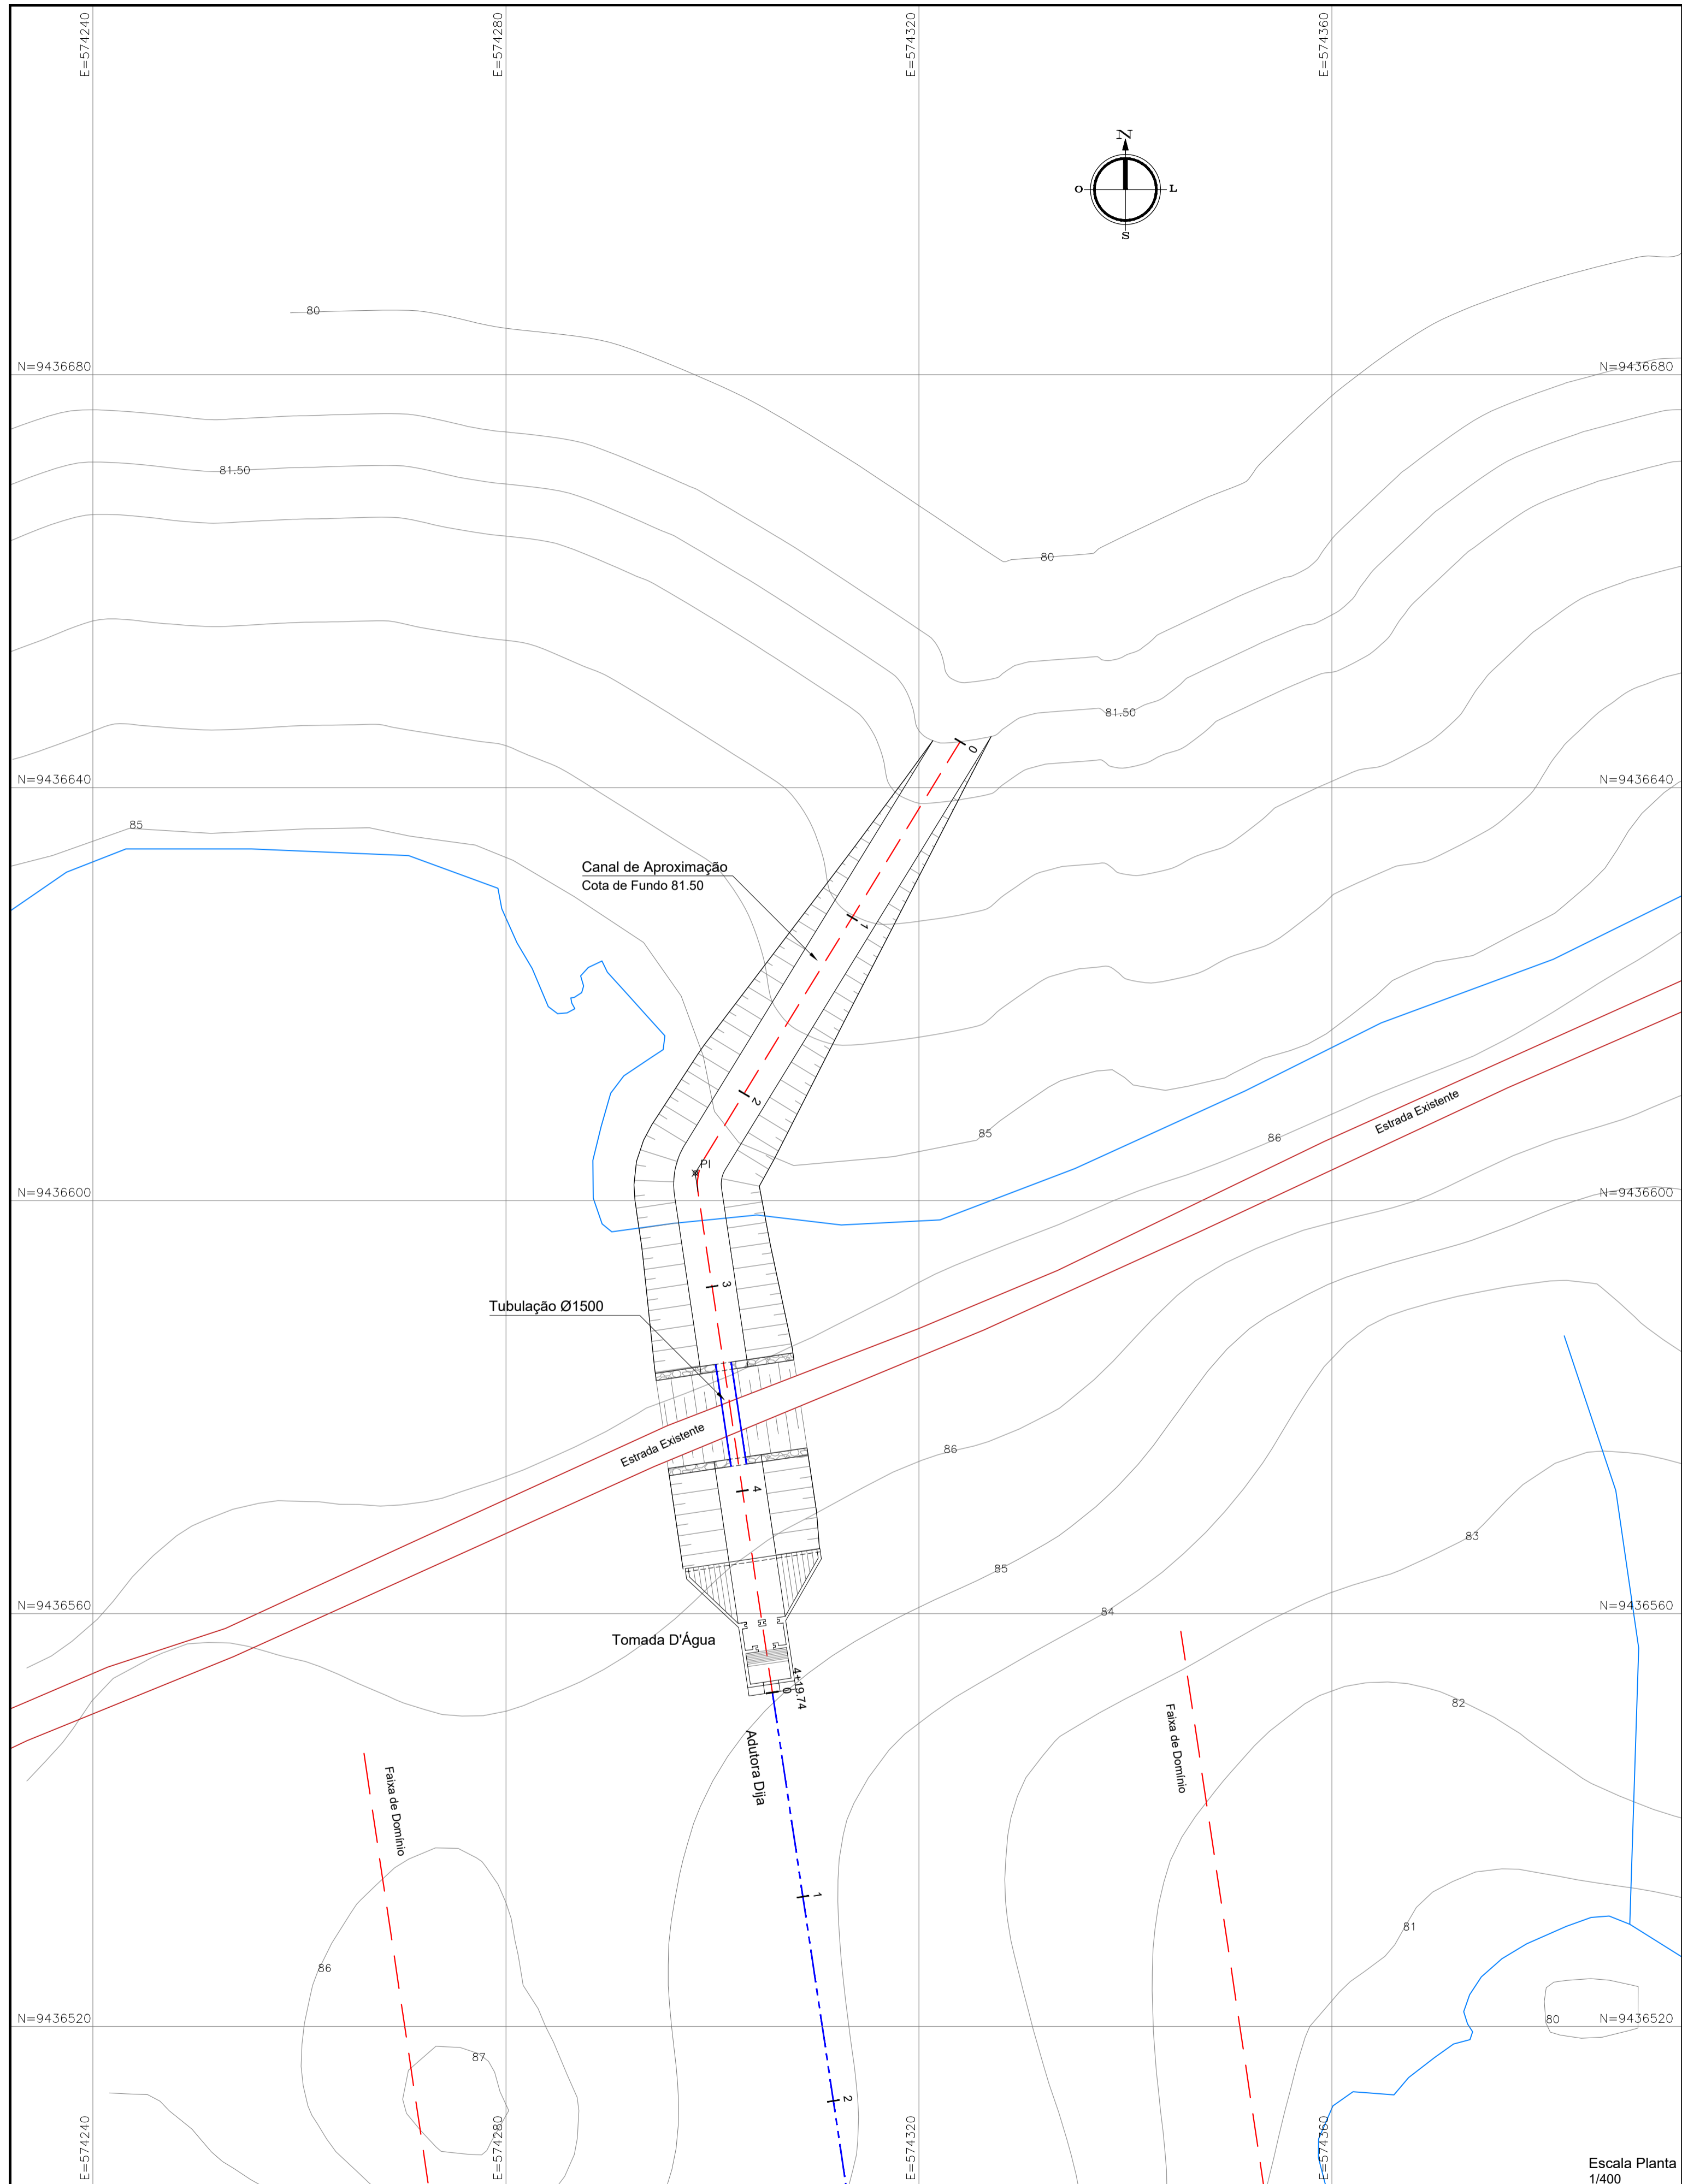 E=574240
E=574280
E=574320
E=574360
N
O
L
S
80
N=9436680
N=9436680
81.50
80
81.50
0
N=9436640
N=9436640
85
Canal de Aproximação
Cota de Fundo 81.50
1
2
Estrada Existente
85
86
PI
N=9436600
N=9436600
3
Tubulação Ø1500
Estrada Existente
86
4
83
85
84
N=9436560
N=9436560
Tomada D'Água
4+19.74
0
82
Faixa de Domínio
Adutora Dija
Faixa de Domínio
1
81
86
N=9436520
80
N=9436520
87
2
E=574240
E=574280
E=574320
E=574360
Escala Planta
1/400